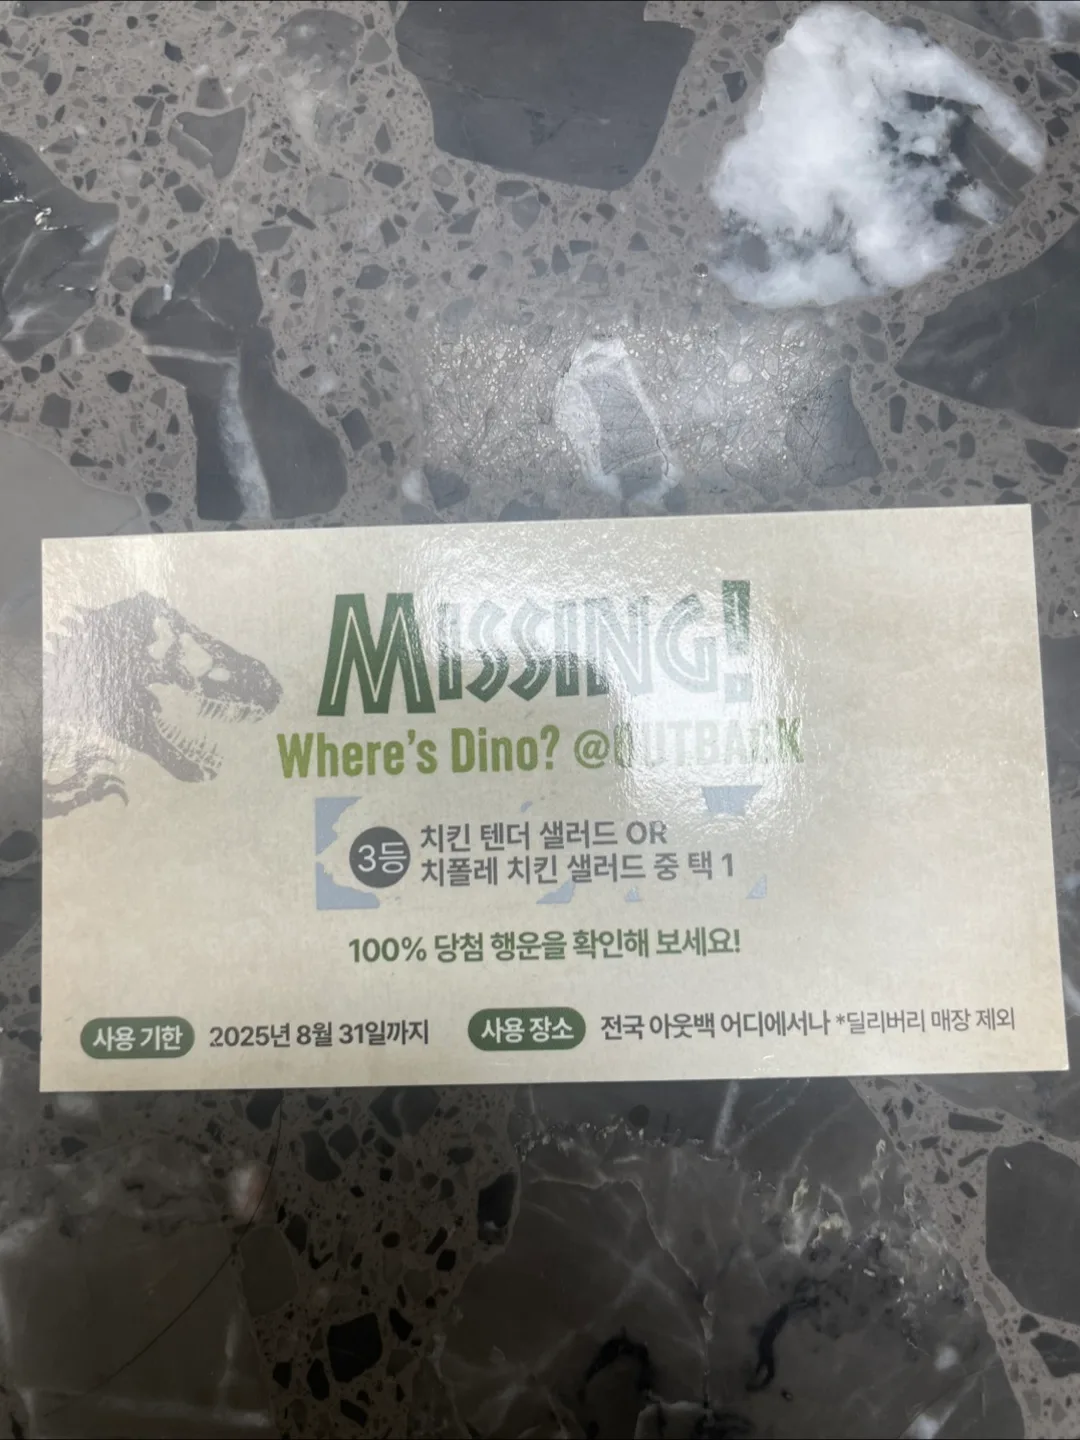 MISSING!
Where's Dino? @OUTBACK
3등
치킨 텐더 샐러드 OR
치폴레 치킨 샐러드 중 택 1
100% 당첨 행운을 확인해 보세요!
사용 기한 2025년 8월 31일까지 사용 장소 전국 아웃백 어디에서나 *딜리버리 매장 제외